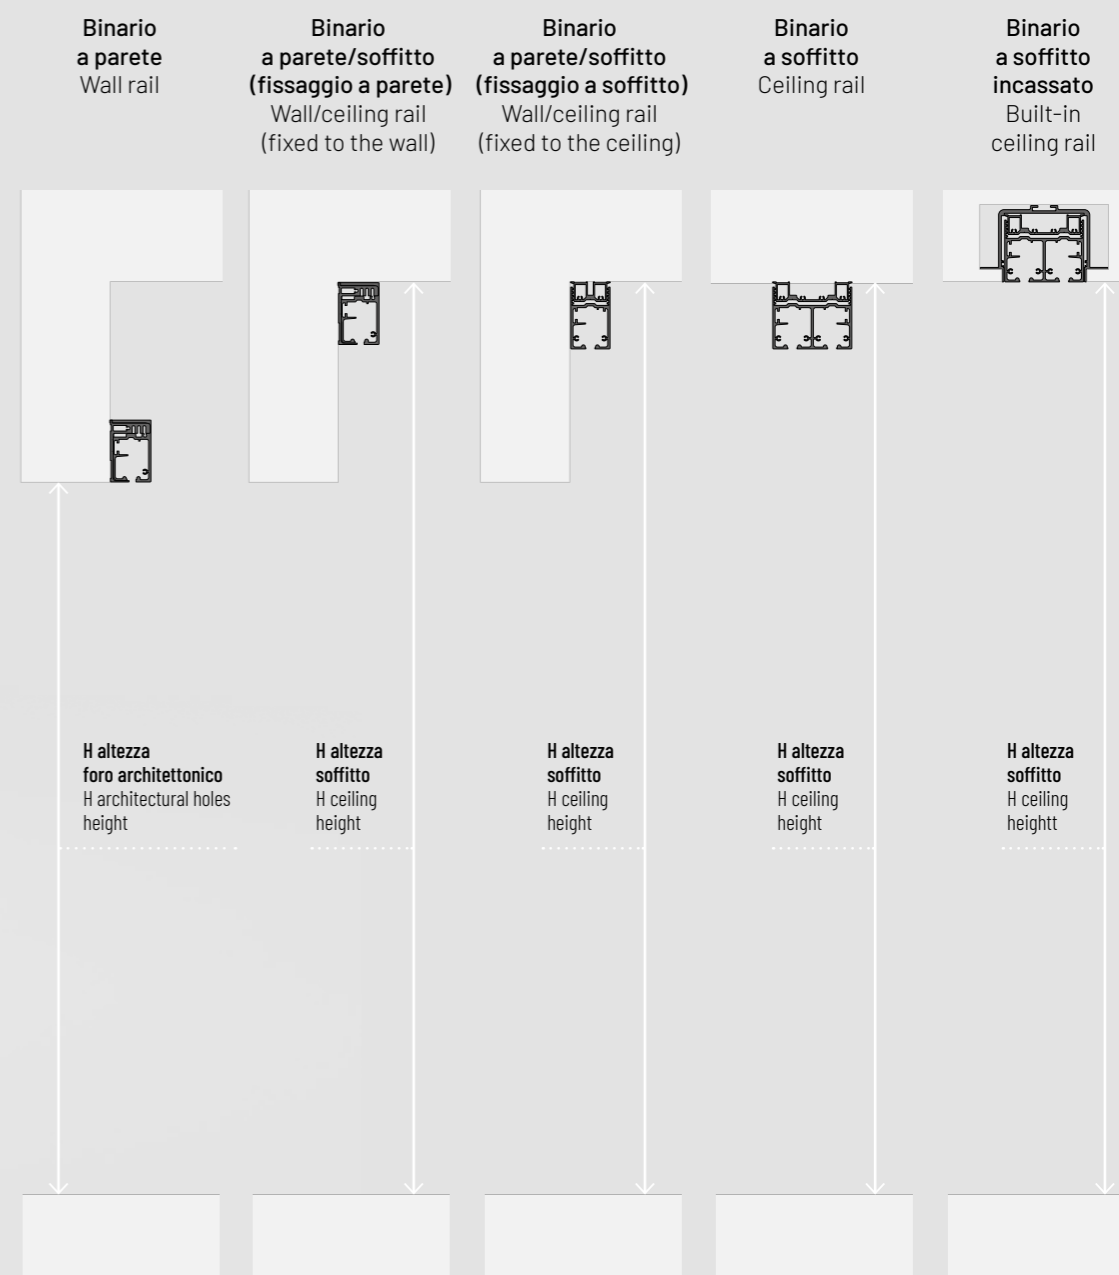 Binario
a parete
Wall rail
Binario
a parete/soffitto
(fissaggio a parete)
Wall/ceiling rail
(fixed to the wall)
Binario
a parete/soffitto
(fissaggio a soffitto)
Wall/ceiling rail
(fixed to the ceiling)
Binario
a soffitto
Ceiling rail
Binario
a soffitto
incassato
Built-in
ceiling rail
H altezza
foro architettonico
H architectural holes
height
H altezza
soffitto
H ceiling
height
H altezza
soffitto
H ceiling
height
H altezza
soffitto
H ceiling
height
H altezza
soffitto
H ceiling
heightt